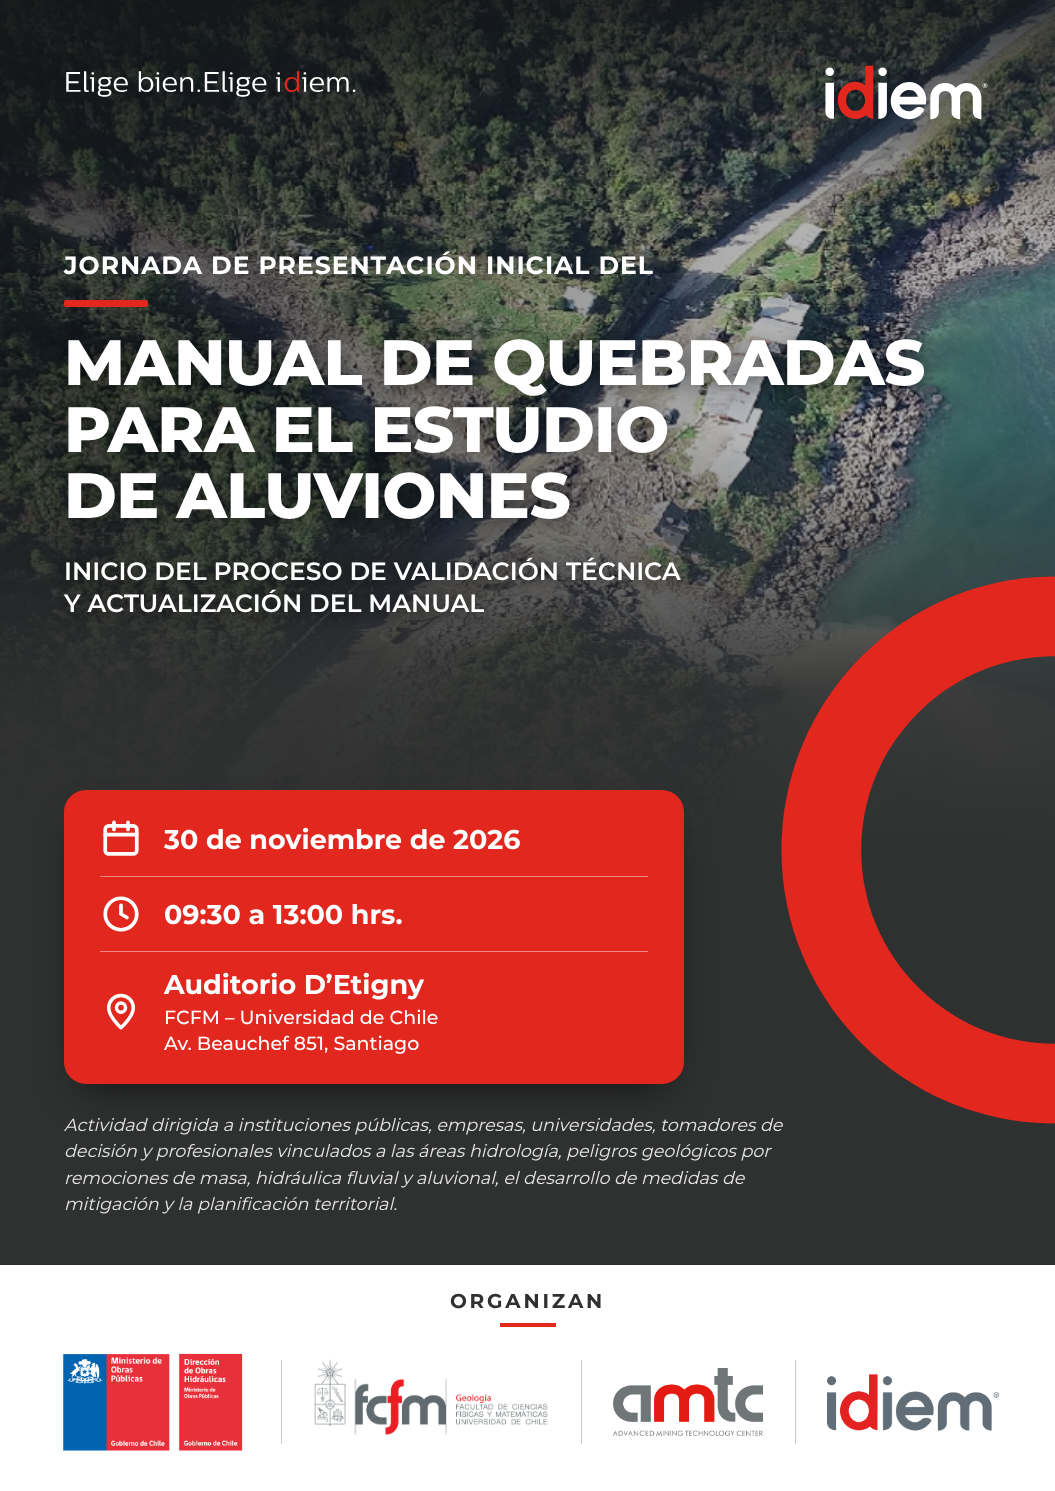 Elige bien.Elige idiem.
idiem®
JORNADA DE PRESENTACIÓN INICIAL DEL
MANUAL DE QUEBRADAS
PARA EL ESTUDIO
DE ALUVIONES
INICIO DEL PROCESO DE VALIDACIÓN TÉCNICA
Y ACTUALIZACIÓN DEL MANUAL
30 de noviembre de 2026
09:30 a 13:00 hrs.
Auditorio D’Etigny
FCFM – Universidad de Chile
Av. Beauchef 851, Santiago
Actividad dirigida a instituciones públicas, empresas, universidades, tomadores de
decisión y profesionales vinculados a las áreas hidrología, peligros geológicos por
remociones de masa, hidráulica fluvial y aluvional, el desarrollo de medidas de
mitigación y la planificación territorial.
ORGANIZAN
Ministerio de
Obras
Públicas
Gobierno de Chile
Dirección
de Obras
Hidráulicas
Ministerio de
Obras Públicas
Gobierno de Chile
fcfm
Geología
FACULTAD DE CIENCIAS
FÍSICAS Y MATEMÁTICAS
UNIVERSIDAD DE CHILE
amtc
ADVANCED MINING TECHNOLOGY CENTER
idiem®